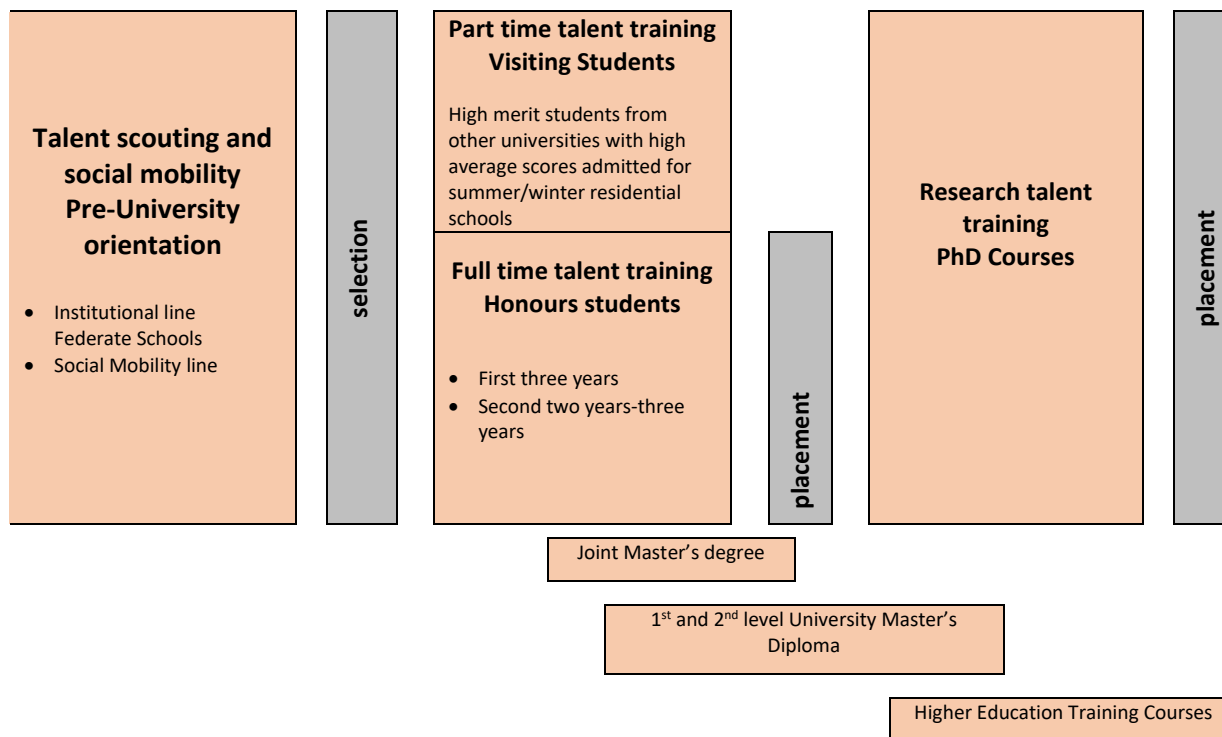 Talent scouting and
social mobility
Pre-University
orientation
• Institutional line
Federate Schools
• Social Mobility line
selection
Part time talent training
Visiting Students
High merit students from
other universities with high
average scores admitted for
summer/winter residential
schools
Full time talent training
Honours students
• First three years
• Second two years-three
years
placement
Research talent
training
PhD Courses
placement
Joint Master’s degree
1st and 2nd level University Master’s
Diploma
Higher Education Training Courses